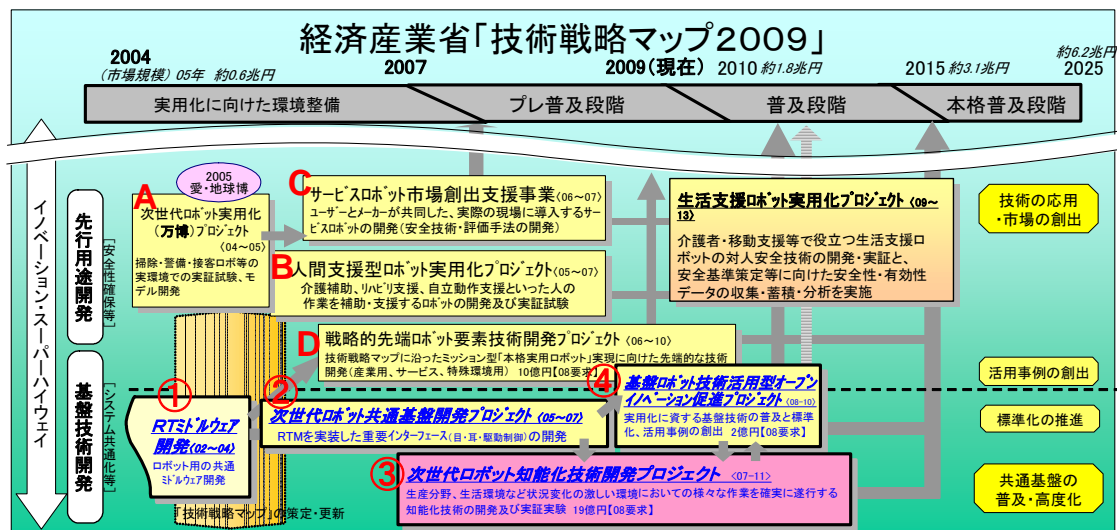 経済産業省「技術戦略マップ2009」
2004
(市場規模) 05年 約0.6兆円
2007
2009(現在)
2010 約1.8兆円
2015 約3.1兆円
約6.2兆円
2025
実用化に向けた環境整備
プレ普及段階
普及段階
本格普及段階
イノベーション・スーパーハイウェイ
先行用途開発
[安全性確保等]
2005
愛・地球博
A
次世代ロボット実用化
(万博)プロジェクト
〈04~05〉
掃除・警備・接客ロボ等の
実環境での実証試験、モ
デル開発
C
サービスロボット市場創出支援事業〈06~07〉
ユーザーとメーカーが共同した、実際の現場に導入するサー
ビスロボットの開発(安全技術・評価手法の開発)
B
人間支援型ロボット実用化プロジェクト〈05~07〉
介護補助、リハビリ支援、自立動作支援といった人の
作業を補助・支援するロボットの開発及び実証試験
生活支援ロボット実用化プロジェクト〈09~
13〉
介護者・移動支援等で役立つ生活支援ロ
ボットの対人安全技術の開発・実証と、
安全基準策定等に向けた安全性・有効性
データの収集・蓄積・分析を実施
技術の応用
・市場の創出
D
戦略的先端ロボット要素技術開発プロジェクト〈06~10〉
技術戦略マップに沿ったミッション型「本格実用ロボット」実現に向けた先端的な技術
開発(産業用、サービス、特殊環境用) 10億円【08要求】
活用事例の創出
基盤技術開発
[システム共通化等]
①
RTミドルウェア
開発〈02~04〉
ロボット用の共通
ミドルウェア開発
②
次世代ロボット共通基盤開発プロジェクト〈05~07〉
RTMを実装した重要インターフェース(目・耳・駆動制御)の開発
④
基盤ロボット技術活用型オープン
イノベーション促進プロジェクト〈08-10〉
実用化に資する基盤技術の普及と標準
化、活用事例の創出 2億円【08要求】
標準化の推進
③
次世代ロボット知能化技術開発プロジェクト 〈07-11〉
生産分野、生活環境など状況変化の激しい環境においての様々な作業を確実に遂行する
知能化技術の開発及び実証実験 19億円【08要求】
共通基盤の
普及・高度化
「技術戦略マップ」の策定・更新